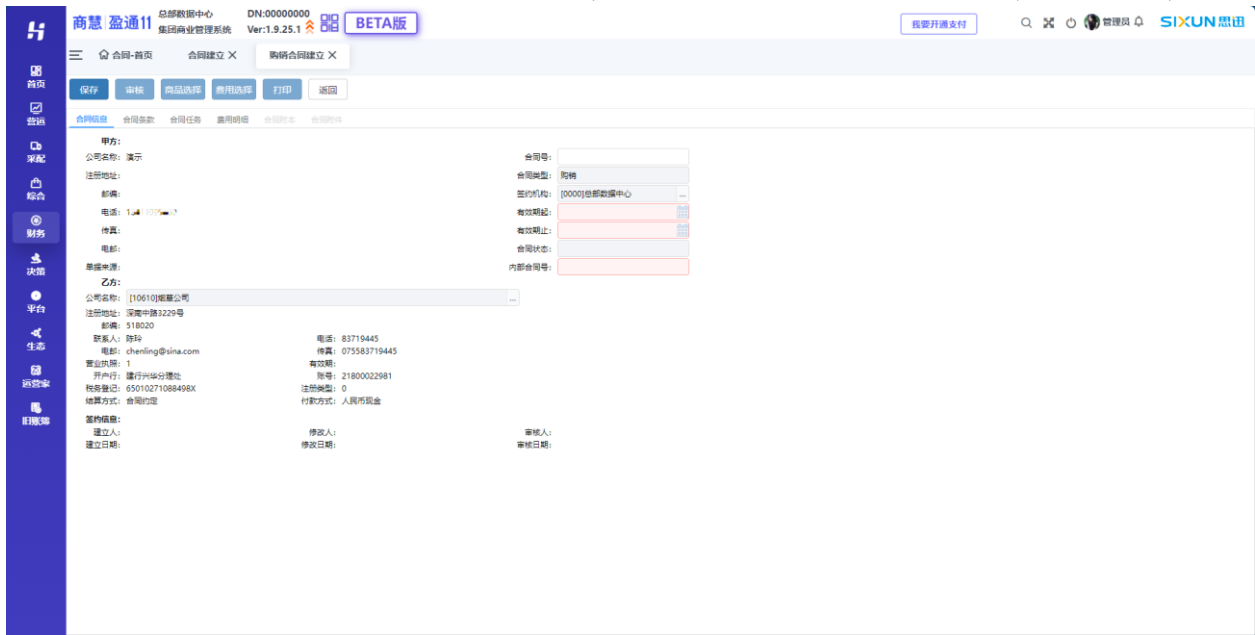 商慧 盈通11
总部数据中心
集团商业管理系统
DN:00000000
Ver:1.9.25.1
BETA版
我要开通支付
管理员
SIXUN思迅
首页
营运
采配
综合
财务
决策
平台
生态
运营家
旧账簿
合同-首页 合同建立 X 购销合同建立 X
保存 审核 商品选择 费用选择 打印 返回
合同信息 合同条款 合同任务 费用明细 合同附本 合同附件
甲方:
公司名称: 演示 合同号:
注册地址: 合同类型: 购销
邮编: 签约机构: [0000]总部数据中心 ...
电话: 有效期起:
传真: 有效期止:
电邮: 合同状态:
单据来源: 内部合同号:
乙方:
公司名称: [10610]烟草公司 ...
注册地址: 深南中路3229号
邮编: 518020
联系人: 陈玲 电话: 83719445
电邮: chenling@sina.com 传真: 075583719445
营业执照: 1 有效期:
开户行: 建行兴华分理处 账号: 21800022981
税务登记: 65010271088498X 注册类型: 0
结算方式: 合同约定 付款方式: 人民币现金
签约信息:
建立人: 修改人: 审核人:
建立日期: 修改日期: 审核日期: